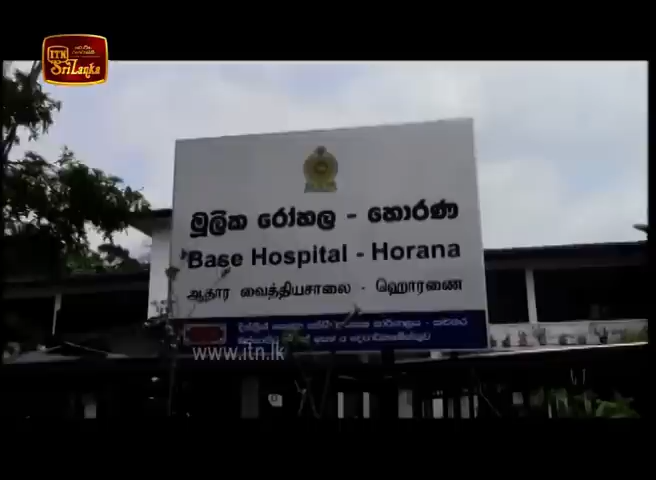 ITN
Sri Lanka
මූලික රෝහල - හොරණ
Base Hospital - Horana
ஆதார வைத்தியசாலை - ஹொரணை
www.itn.lk